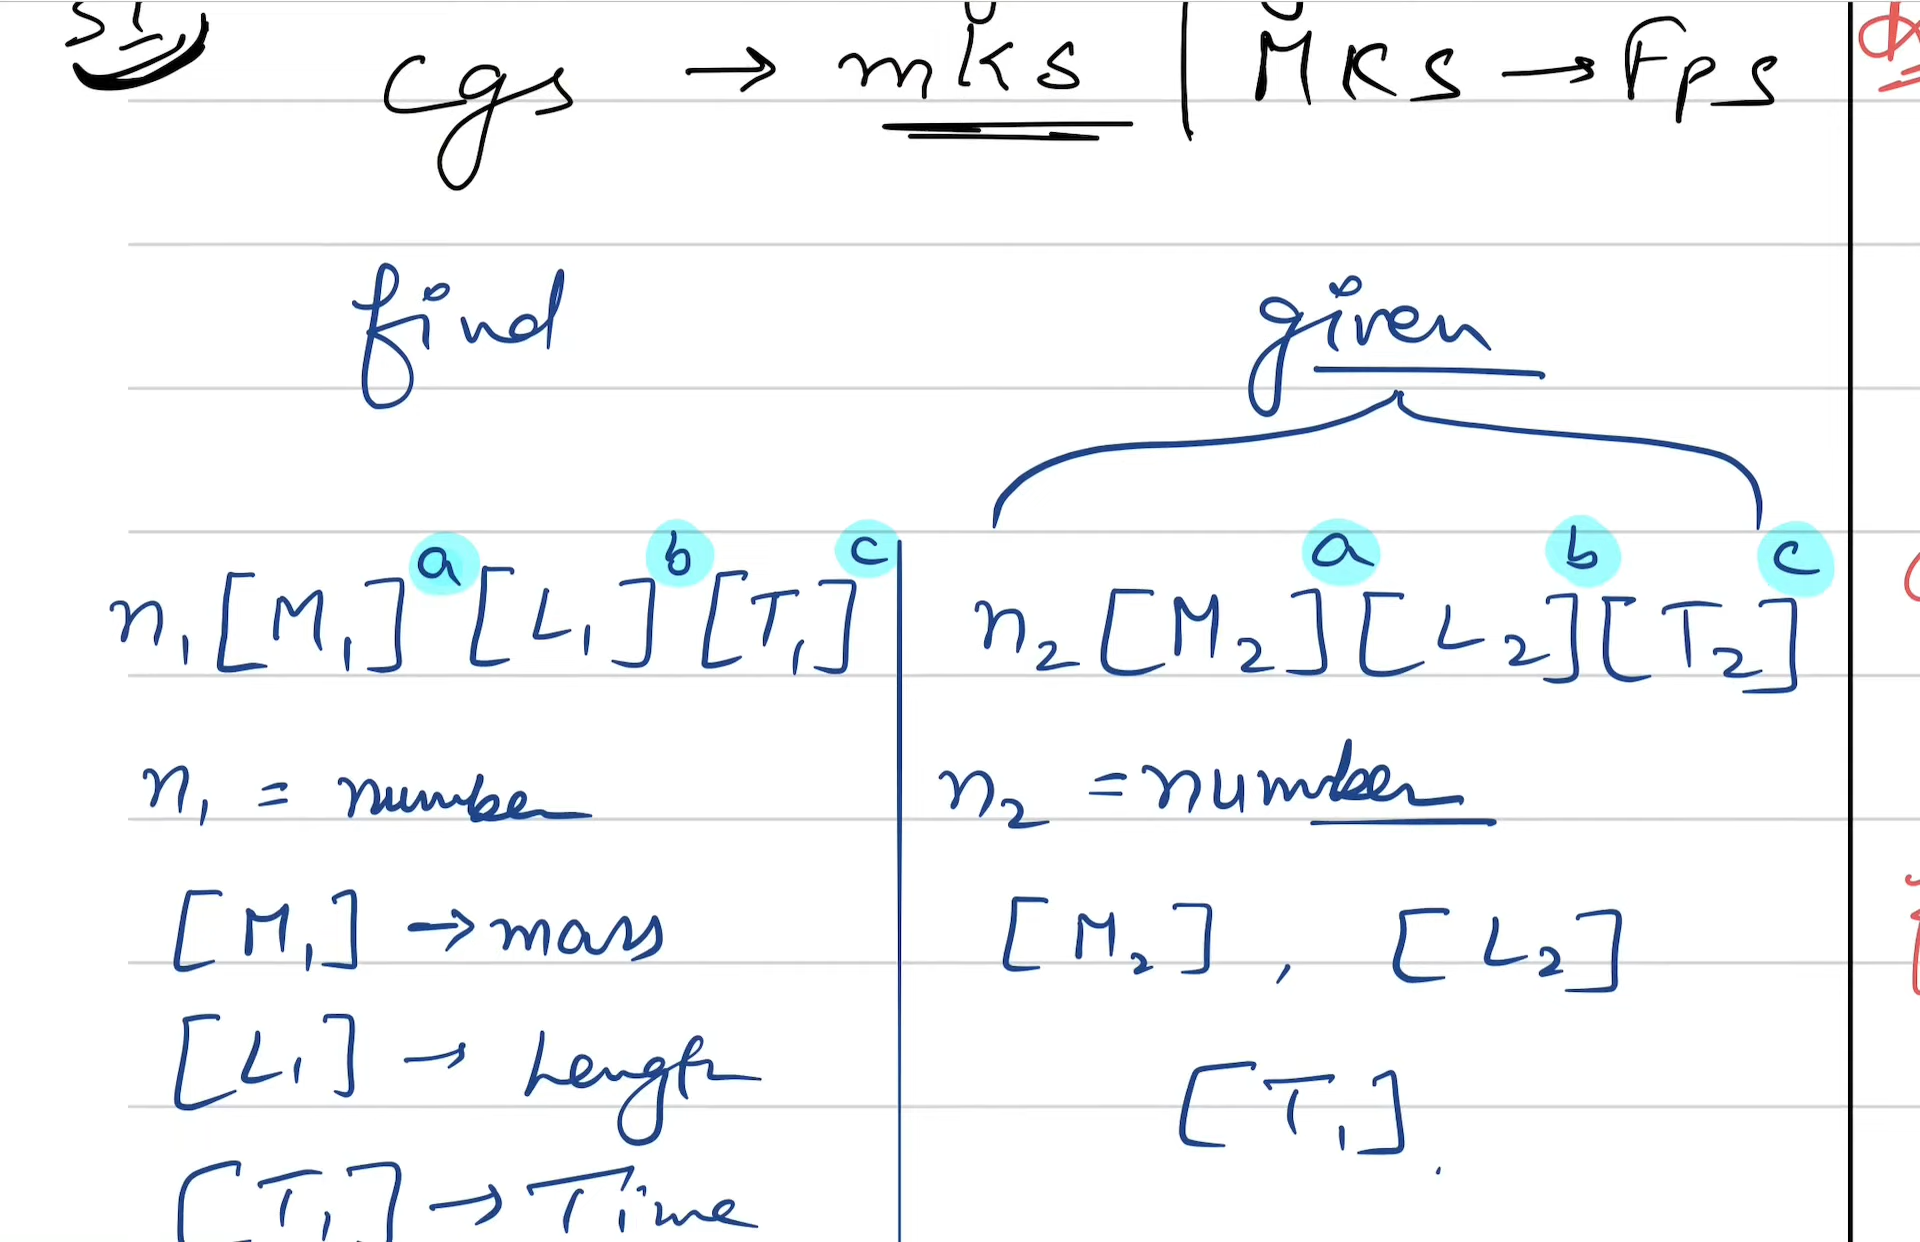 cgs → mks | MKS → Fps
find given
n₁[M₁]ᵃ[L₁]ᵇ[T₁]ᶜ n₂[M₂]ᵃ[L₂]ᵇ[T₂]ᶜ
n₁ = number n₂ = number
[M₁] → mass [M₂], [L₂]
[L₁] → Length [T₁].
[T₁] → Time